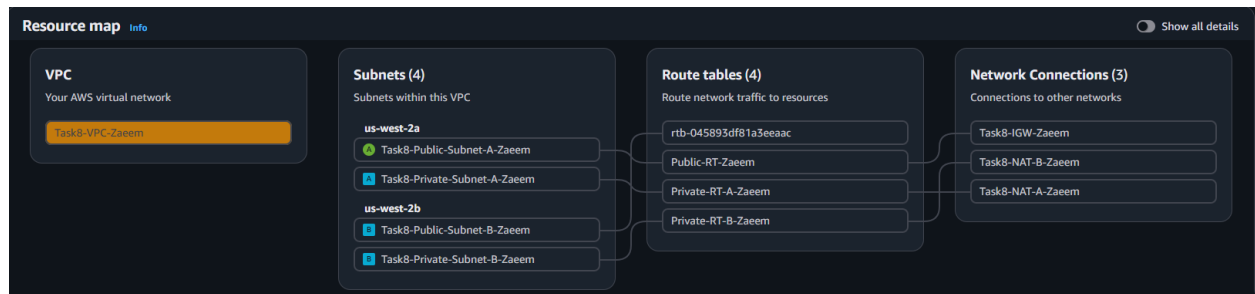 Resource map Info
Show all details
VPC
Your AWS virtual network
Task8-VPC-Zaeem
Subnets (4)
Subnets within this VPC
us-west-2a
A Task8-Public-Subnet-A-Zaeem
A Task8-Private-Subnet-A-Zaeem
us-west-2b
B Task8-Public-Subnet-B-Zaeem
B Task8-Private-Subnet-B-Zaeem
Route tables (4)
Route network traffic to resources
rtb-045893df81a3eeaac
Public-RT-Zaeem
Private-RT-A-Zaeem
Private-RT-B-Zaeem
Network Connections (3)
Connections to other networks
Task8-IGW-Zaeem
Task8-NAT-B-Zaeem
Task8-NAT-A-Zaeem